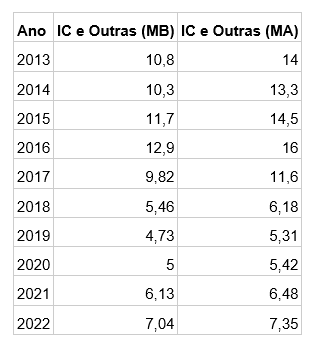 Ano IC e Outras (MB) IC e Outras (MA)
2013 10,8 14
2014 10,3 13,3
2015 11,7 14,5
2016 12,9 16
2017 9,82 11,6
2018 5,46 6,18
2019 4,73 5,31
2020 5 5,42
2021 6,13 6,48
2022 7,04 7,35